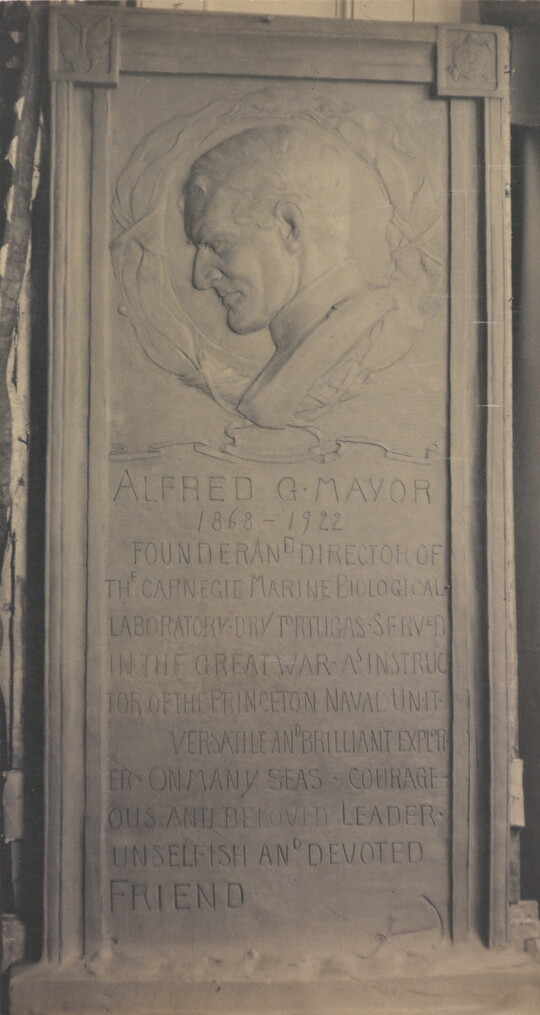 ALFRED G·MAYOR
1868-1922
FOUNDER AND DIRECTOR OF
THE CARNEGIE MARINE BIOLOGICAL·
LABORATORY·DRY TORTUGAS·SERVED
IN THE GREAT WAR·AS INSTRUC
TOR OF THE PRINCETON NAVAL UNIT·
VERSATILE AND BRILLIANT EXPLOR
ER·ON MANY SEAS·COURAGE-
OUS AND BELOVED LEADER·
UNSELFISH AND DEVOTED
FRIEND